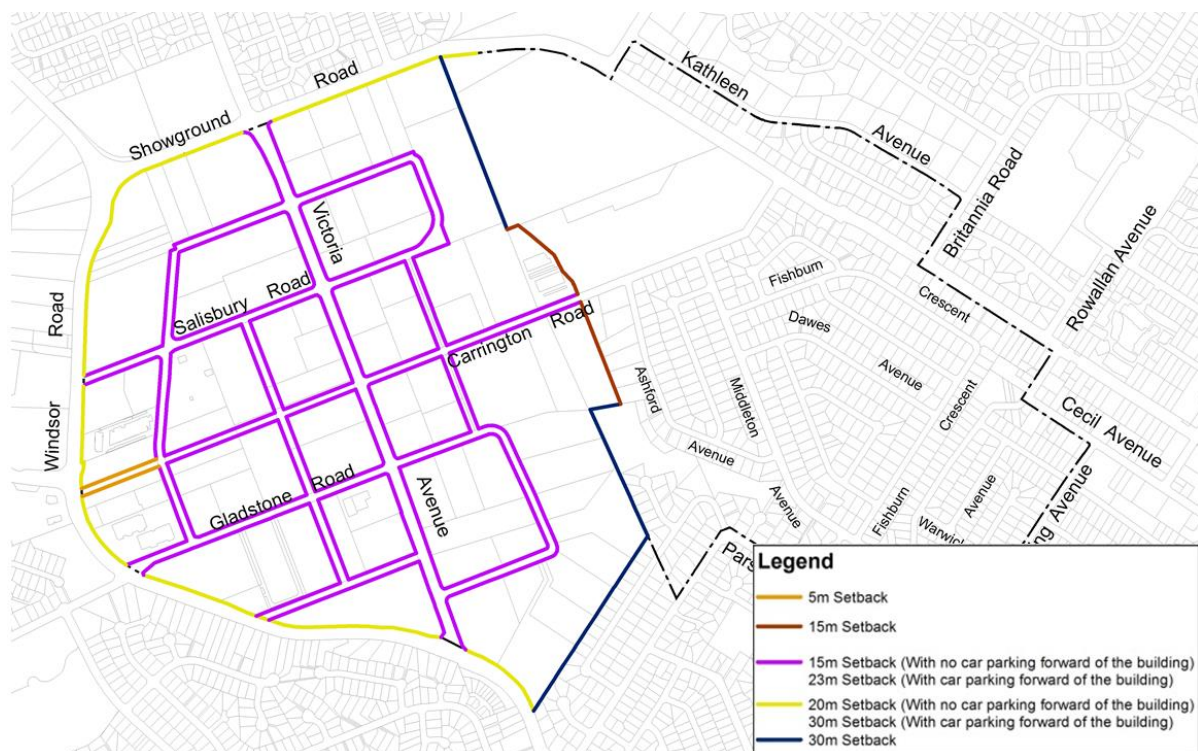 Kathleen
Avenue
Showground
Road
Britannia Road
Rowallan Avenue
Victoria
Road
Salisbury
Road
Fishburn
Crescent
Dawes
Carrington
Road
Ashford
Middleton
Avenue
Crescent
Cecil Avenue
Windsor
Avenue
Gladstone
Road
Avenue
Avenue
Fishburn
Avenue
Warwick
ng Avenue
Pars
Legend
5m Setback
15m Setback
15m Setback (With no car parking forward of the building)
23m Setback (With car parking forward of the building)
20m Setback (With no car parking forward of the building)
30m Setback (With car parking forward of the building)
30m Setback